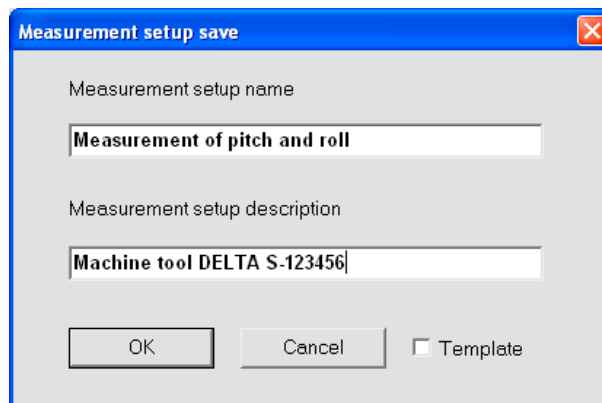 Measurement setup save
Measurement setup name
Measurement of pitch and roll
Measurement setup description
Machine tool DELTA S-123456
OK Cancel Template